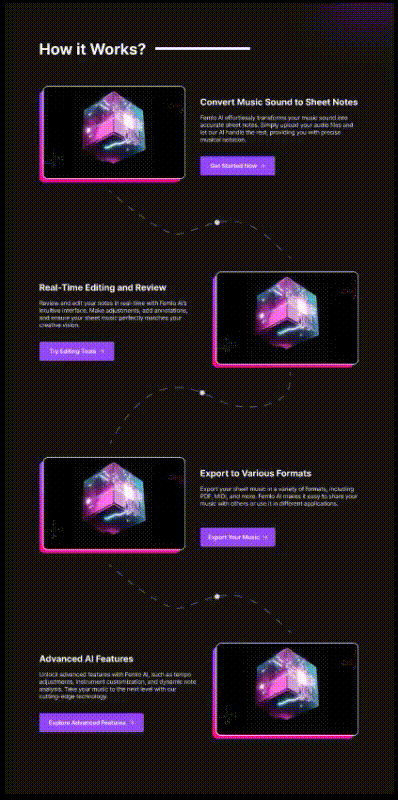 How it Works?
Convert Music Sound to Sheet Notes
Femlo AI effortlessly transforms your music sound into
accurate sheet notes. Simply upload your audio files and
let our AI handle the rest, providing you with precise
musical notation.
Get Started Now →
Real-Time Editing and Review
Review and edit your notes in real-time with Femlo AI's
intuitive interface. Make adjustments, add annotations,
and ensure your sheet music perfectly matches your
creative vision.
Try Editing Tools →
Export to Various Formats
Export your sheet music in a variety of formats, including
PDF, MIDI, and more. Femlo AI makes it easy to share your
music with others or use it in different applications.
Export Your Music →
Advanced AI Features
Unlock advanced features with Femlo AI, such as tempo
adjustments, instrument customization, and dynamic note
analysis. Take your music to the next level with our
cutting-edge technology.
Explore Advanced Features →